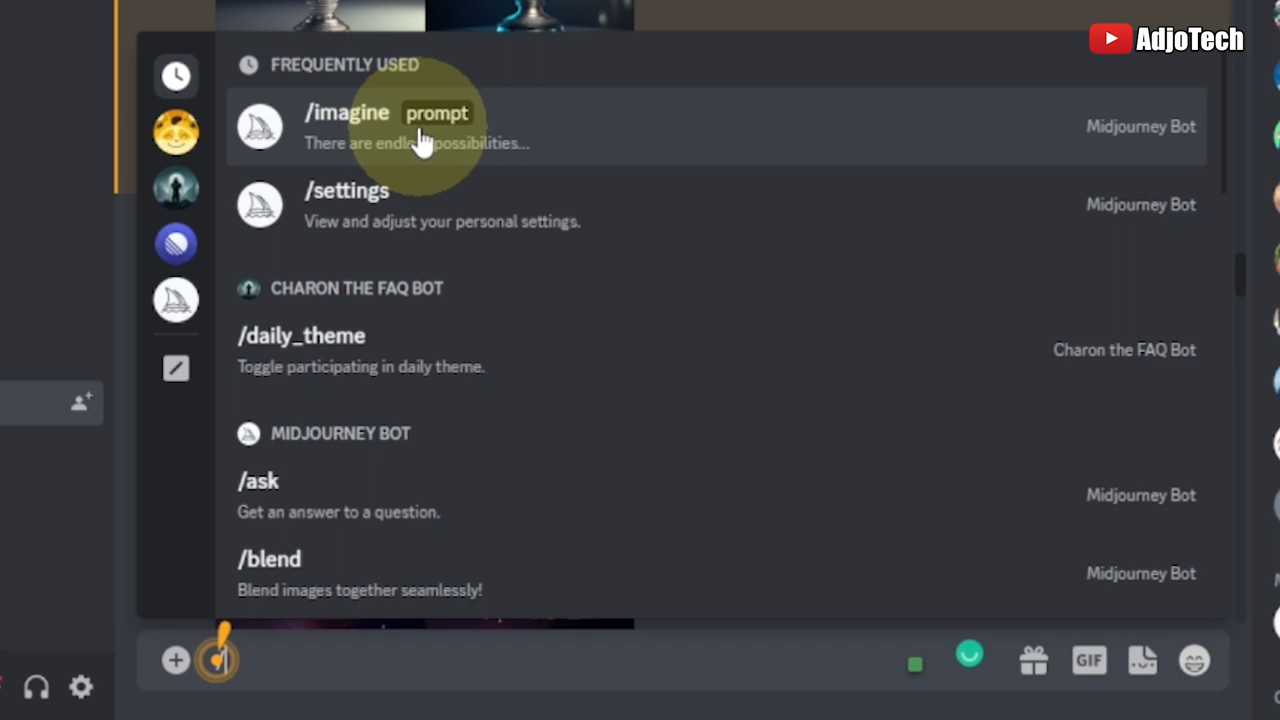 AdjoTech
FREQUENTLY USED
/imagine prompt
There are endless possibilities...
Midjourney Bot
/settings
View and adjust your personal settings.
Midjourney Bot
CHARON THE FAQ BOT
/daily_theme
Toggle participating in daily theme.
Charon the FAQ Bot
MIDJOURNEY BOT
/ask
Get an answer to a question.
Midjourney Bot
/blend
Blend images together seamlessly!
Midjourney Bot
/
GIF